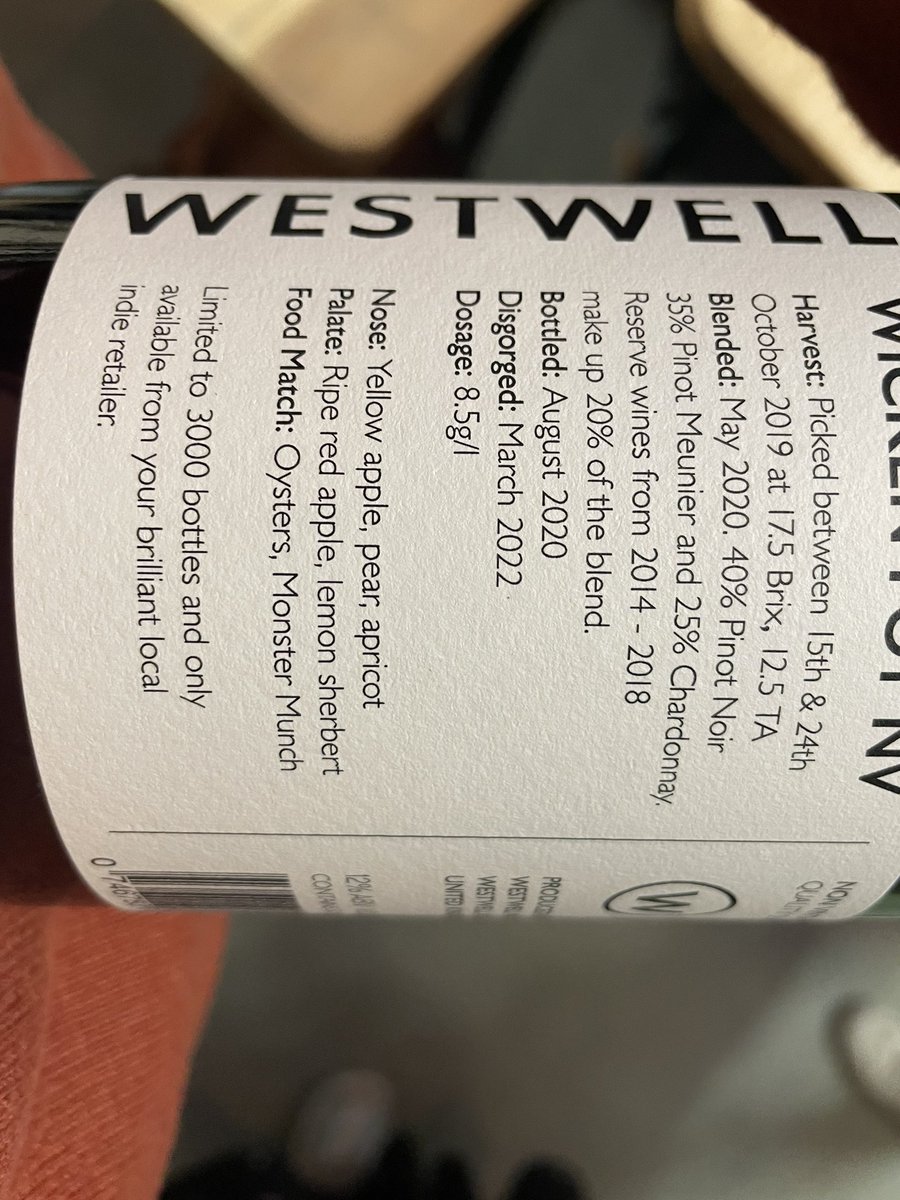 WESTWELL
Harvest: Picked between 15th & 24th
October 2019 at 17.5 Brix, 12.5 TA
Blended: May 2020. 40% Pinot Noir
35% Pinot Meunier and 25% Chardonnay.
Reserve wines from 2014 - 2018
make up 20% of the blend.
Bottled: August 2020
Disgorged: March 2022
Dosage: 8.5g/l
Nose: Yellow apple, pear, apricot
Palate: Ripe red apple, lemon sherbert
Food Match: Oysters, Monster Munch
Limited to 3000 bottles and only
available from your brilliant local
indie retailer.
NV
W
12%
0